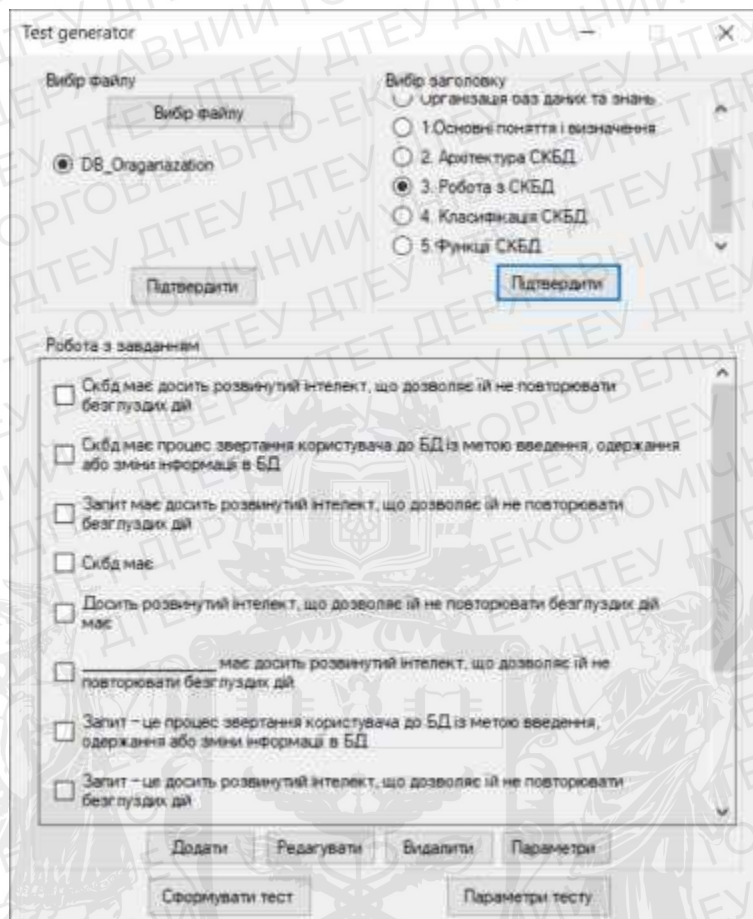 Test generator
Вибір файлу
Вибір файлу
DB_Oraganazation
Підтвердити
Вибір заголовку
Організація баз даних та знань
1.Основні поняття і визначення
2. Архітектура СКБД
3. Робота з СКБД
4. Класифікація СКБД
5.Функції СКБД
Підтвердити
Робота з завданням
Скбд має досить розвинутий інтелект, що дозволяє їй не повторювати
безглуздих дій
Скбд має процес звертання користувача до БД із метою введення, одержання
або зміни інформації в БД
Запит має досить розвинутий інтелект, що дозволяє їй не повторювати
безглуздих дій
Скбд має
Досить розвинутий інтелект, що дозволяє їй не повторювати безглуздих дій
має
________________ має досить розвинутий інтелект, що дозволяє їй не
повторювати безглуздих дій
Запит – це процес звертання користувача до БД із метою введення,
одержання або зміни інформації в БД
Запит – це досить розвинутий інтелект, що дозволяє їй не повторювати
безглуздих дій
Додати Редагувати Видалити Параметри
Сформувати тест Параметри тесту